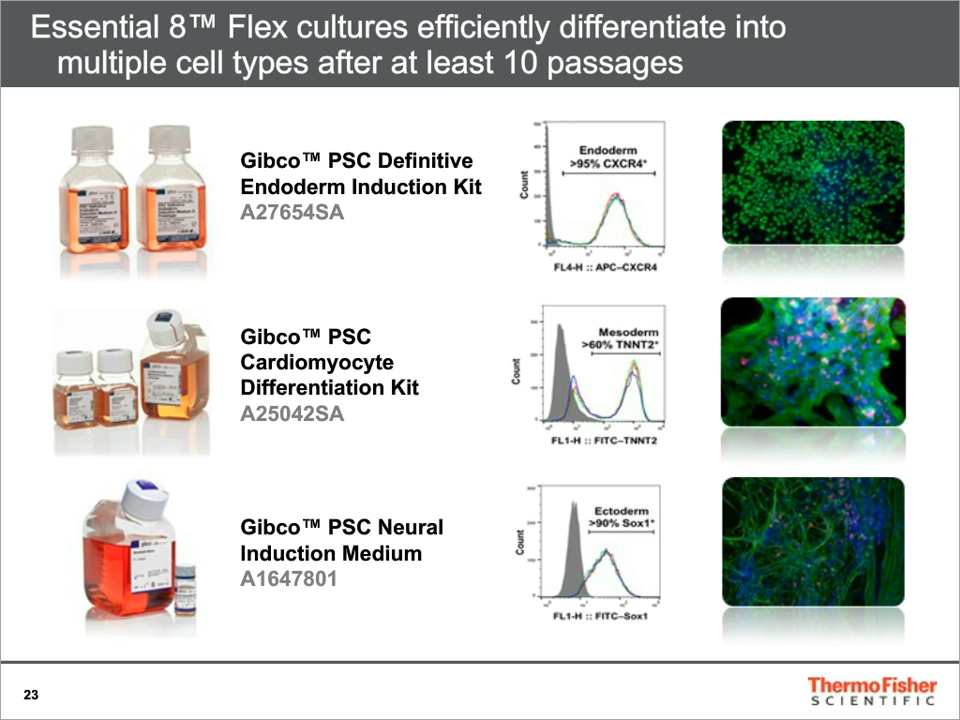 Essential 8™ Flex cultures efficiently differentiate into
multiple cell types after at least 10 passages
Gibco™ PSC Definitive
Endoderm Induction Kit
A27654SA
Endoderm
>95% CXCR4+
Count
FL4-H :: APC–CXCR4
Gibco™ PSC
Cardiomyocyte
Differentiation Kit
A25042SA
Mesoderm
>60% TNNT2+
Count
FL1-H :: FITC–TNNT2
Gibco™ PSC Neural
Induction Medium
A1647801
Ectoderm
>90% Sox1+
Count
FL1-H :: FITC–Sox1
23
ThermoFisher
SCIENTIFIC